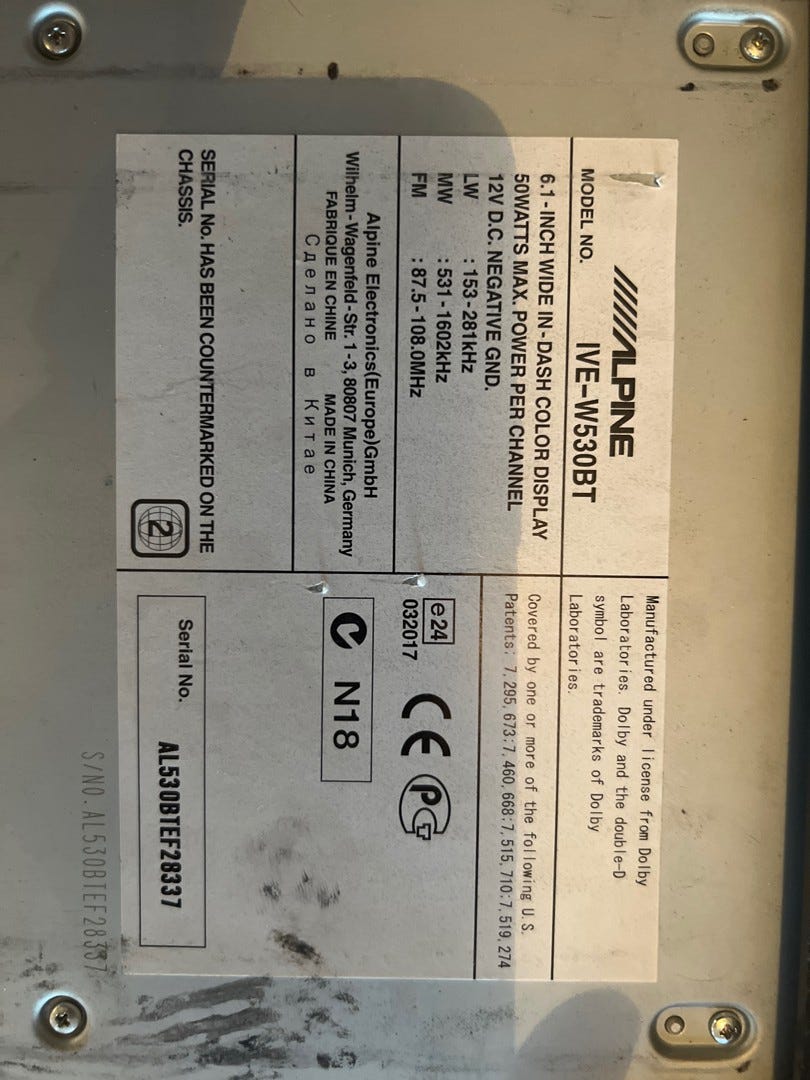 ALPINE
MODEL NO. IVE-W530BT
6.1-INCH WIDE IN-DASH COLOR DISPLAY
50WATTS MAX. POWER PER CHANNEL
12V D.C. NEGATIVE GND.
LW : 153-281kHz
MW : 531-1602kHz
FM : 87.5-108.0MHz
Alpine Electronics(Europe)GmbH
Wilhelm-Wagenfeld-Str. 1-3, 80807 Munich, Germany
FABRIQUE EN CHINE MADE IN CHINA
Сделано в Китае
SERIAL No. HAS BEEN COUNTERMARKED ON THE
CHASSIS.
2
Manufactured under license from Dolby
Laboratories. Dolby and the double-D
symbol are trademarks of Dolby
Laboratories.
Covered by one or more of the following U.S.
Patents: 7,295,673:7,460,668:7,515,710:7,519,274
e24
032017
CE
N18
Serial No. AL530BTEF28337
S/NO.AL530BTEF28337